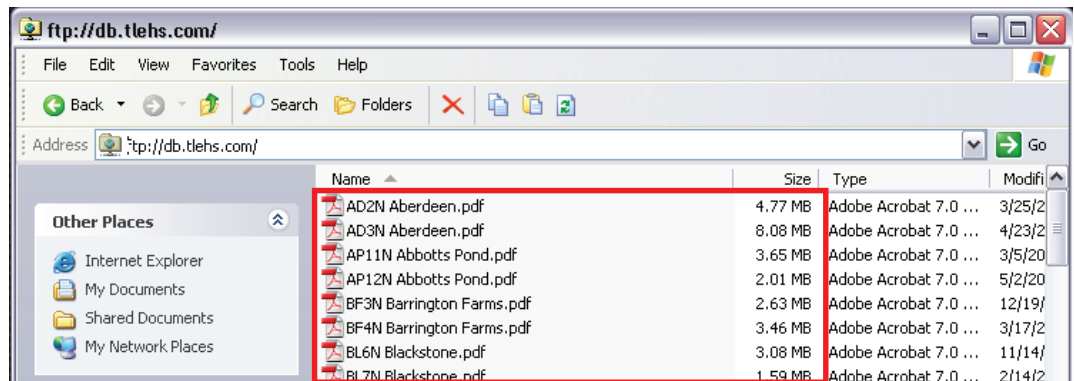 ftp://db.tlehs.com/
File Edit View Favorites Tools Help
Back Search Folders
Address tp://db.tlehs.com/ Go
Name Size Type Modifi
Other Places
Internet Explorer
My Documents
Shared Documents
My Network Places
AD2N Aberdeen.pdf 4.77 MB Adobe Acrobat 7.0 ... 3/25/2
AD3N Aberdeen.pdf 8.08 MB Adobe Acrobat 7.0 ... 4/23/2
AP11N Abbotts Pond.pdf 3.65 MB Adobe Acrobat 7.0 ... 3/5/20
AP12N Abbotts Pond.pdf 2.01 MB Adobe Acrobat 7.0 ... 5/2/20
BF3N Barrington Farms.pdf 2.63 MB Adobe Acrobat 7.0 ... 12/19/
BF4N Barrington Farms.pdf 3.46 MB Adobe Acrobat 7.0 ... 3/17/2
BL6N Blackstone.pdf 3.08 MB Adobe Acrobat 7.0 ... 11/14/
BL7N Blackstone.pdf 1.59 MB Adobe Acrobat 7.0 ... 2/14/2